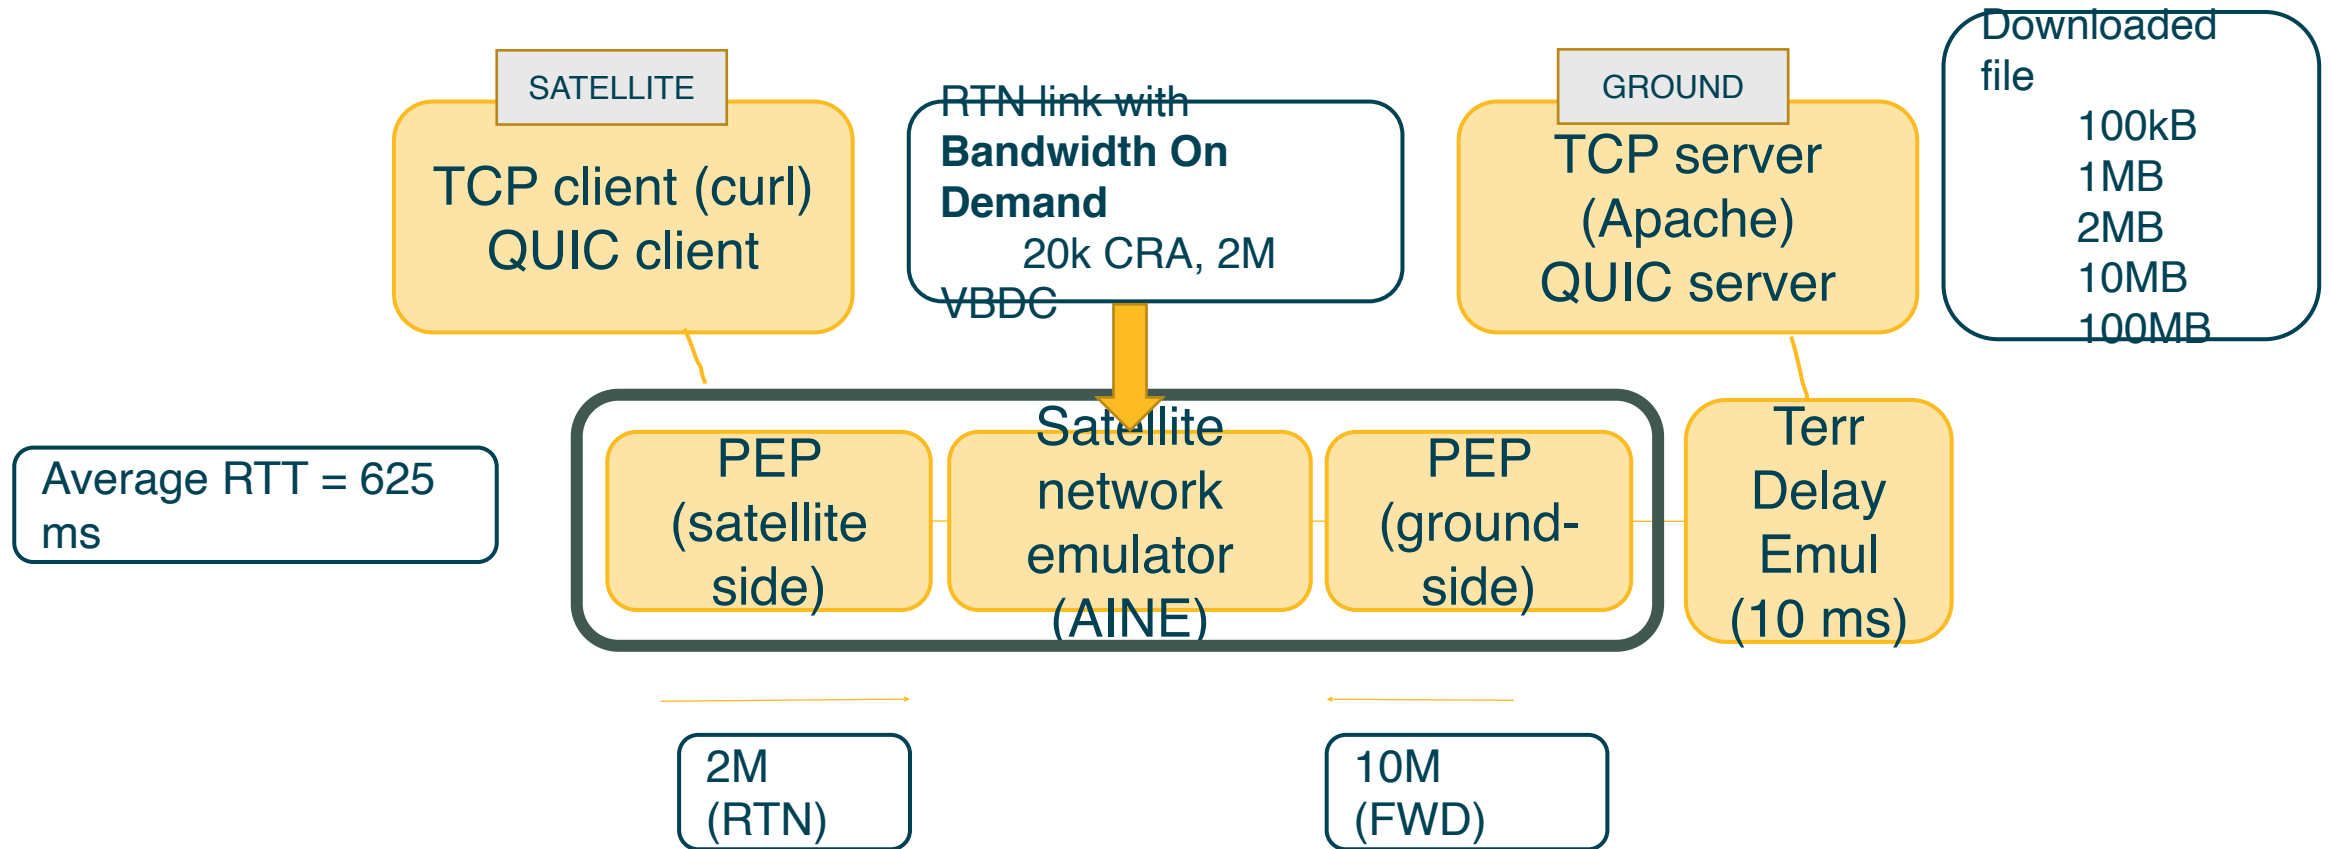 SATELLITE
TCP client (curl)
QUIC client
RTN link with
Bandwidth On
Demand
20k CRA, 2M
VBDC
GROUND
TCP server
(Apache)
QUIC server
Downloaded
file
100kB
1MB
2MB
10MB
100MB
Average RTT = 625
ms
PEP
(satellite
side)
Satellite
network
emulator
(AINE)
PEP
(ground-
side)
Terr
Delay
Emul
(10 ms)
2M
(RTN)
10M
(FWD)